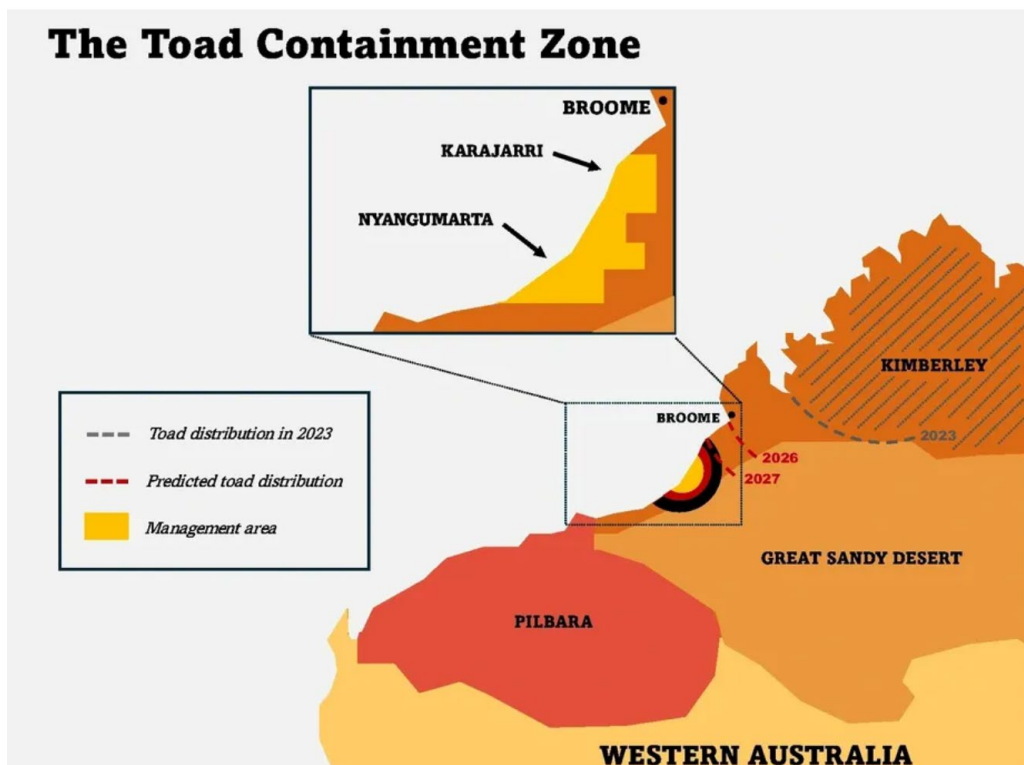 The Toad Containment Zone
BROOME
KARAJARRI
NYANGUMARTA
KIMBERLEY
BROOME
2023
2026
2027
Toad distribution in 2023
Predicted toad distribution
Management area
GREAT SANDY DESERT
PILBARA
WESTERN AUSTRALIA